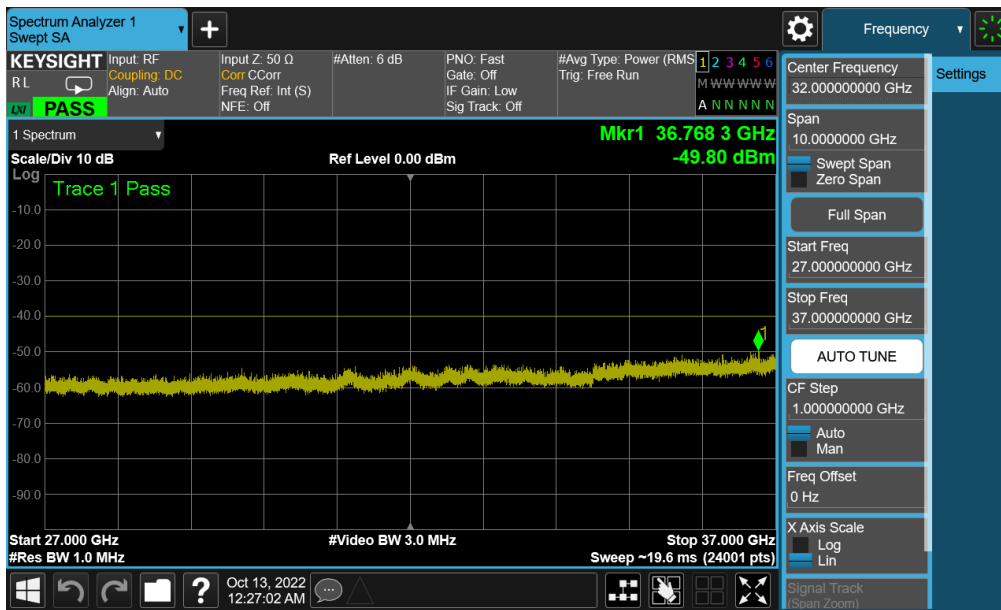 Spectrum Analyzer 1
Swept SA
▼
+
Frequency
▼
KEYSIGHT
RL
LXI PASS
Input: RF
Coupling: DC
Align: Auto
Input Z: 50 Ω
Corr CCorr
Freq Ref: Int (S)
NFE: Off
#Atten: 6 dB
PNO: Fast
Gate: Off
IF Gain: Low
Sig Track: Off
#Avg Type: Power (RMS
Trig: Free Run
1 2 3 4 5 6
M W W W W W
A N N N N N
1 Spectrum ▼
Mkr1 36.768 3 GHz
Scale/Div 10 dB Ref Level 0.00 dBm -49.80 dBm
Log
Trace 1 Pass
-10.0
-20.0
-30.0
-40.0
1
-50.0
-60.0
-70.0
-80.0
-90.0
Start 27.000 GHz #Video BW 3.0 MHz Stop 37.000 GHz
#Res BW 1.0 MHz Sweep ~19.6 ms (24001 pts)
?
Oct 13, 2022
12:27:02 AM
Center Frequency
32.000000000 GHz
Span
10.0000000 GHz
Swept Span
Zero Span
Full Span
Start Freq
27.000000000 GHz
Stop Freq
37.000000000 GHz
AUTO TUNE
CF Step
1.000000000 GHz
Auto
Man
Freq Offset
0 Hz
X Axis Scale
Log
Lin
Signal Track
(Span Zoom)
Settings